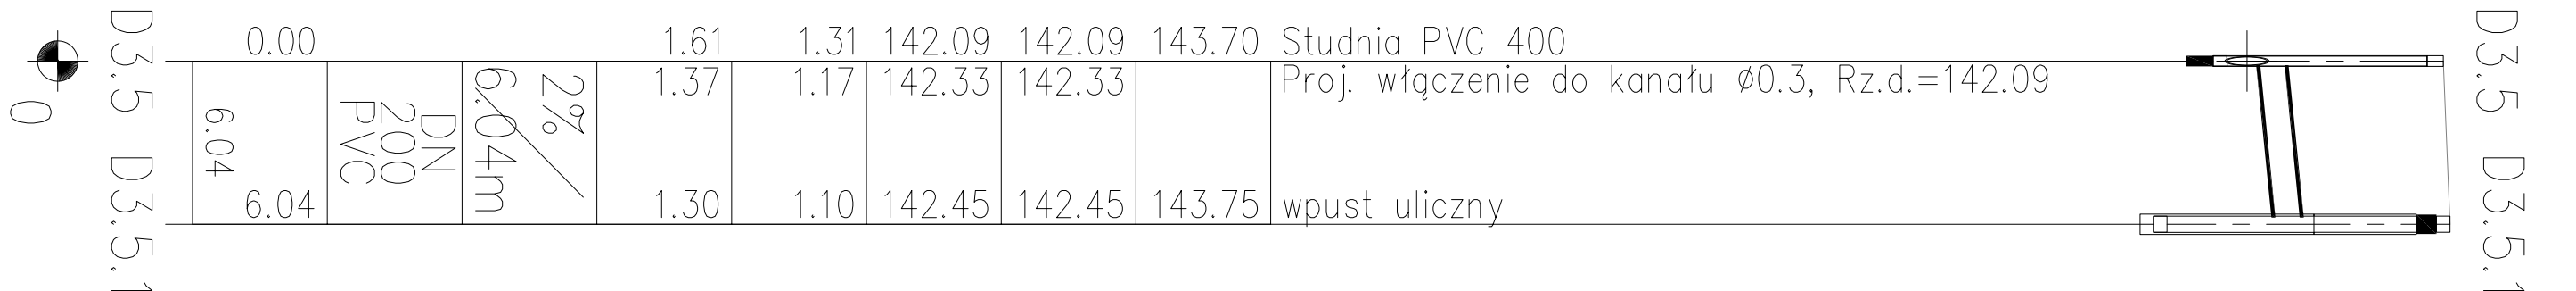 D3.5 0.00 1.61 1.31 142.09 142.09 143.70 Studnia PVC 400 D3.5
1.37 1.17 142.33 142.33 Proj. włączenie do kanału Ø0.3, Rz.d.=142.09
0
6.04
DN
200
PVC
2%
6.04m
D3.5.1 6.04 1.30 1.10 142.45 142.45 143.75 wpust uliczny D3.5.1